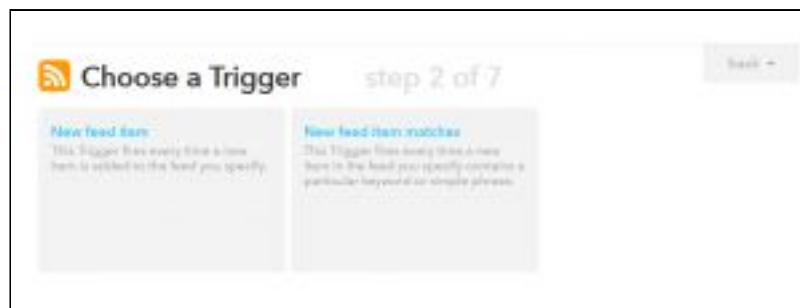 Choose a Trigger
step 2 of 7
back
New feed item
This Trigger fires every time a new
item is added to the feed you specify.
New feed item matches
This Trigger fires every time a new
item in the feed you specify contains a
particular keyword or simple phrase.